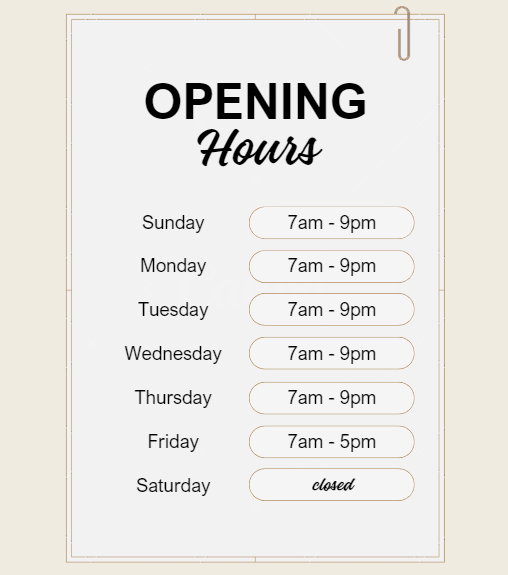 OPENING
Hours
Sunday 7am - 9pm
Monday 7am - 9pm
Tuesday 7am - 9pm
Wednesday 7am - 9pm
Thursday 7am - 9pm
Friday 7am - 5pm
Saturday closed